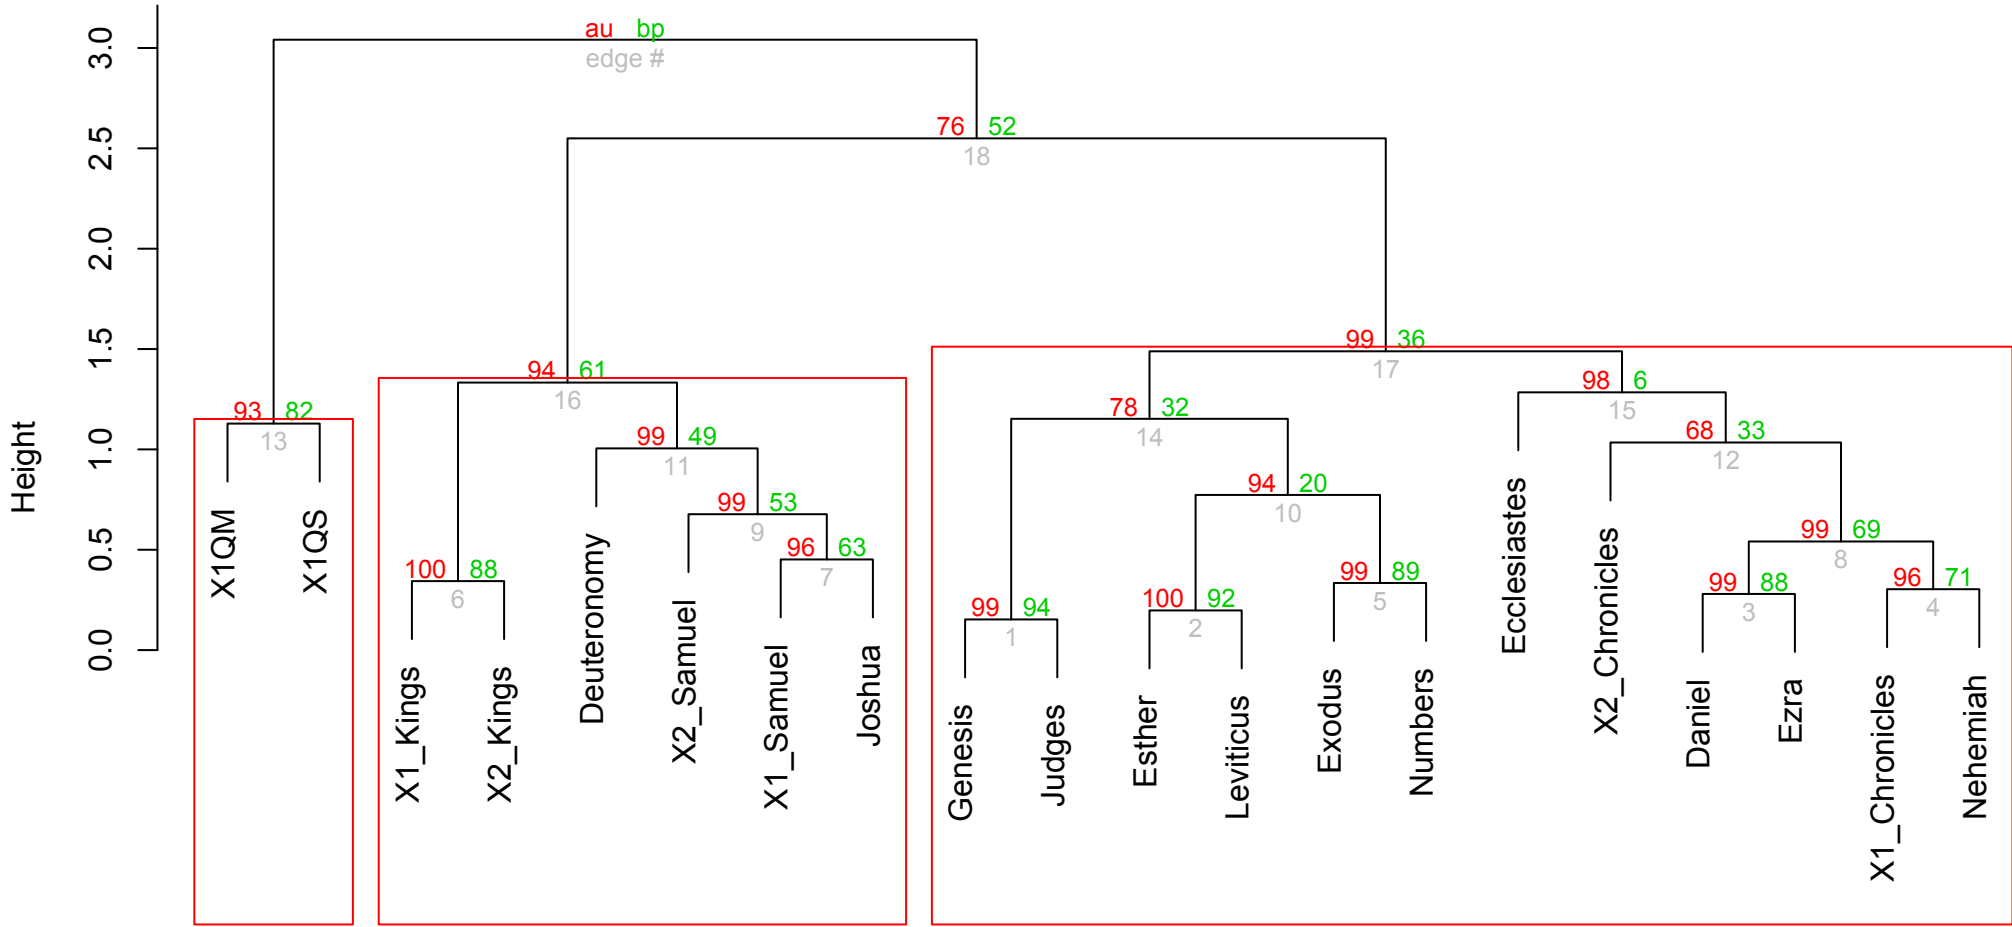 au bp
edge #
3.0
76 52
18
2.5
2.0
99 36
17
1.5
94 61
16
98 6
15
93 82
13
78 32
14
99 49
11
68 33
12
1.0
Height
94 20
10
99 53
9
96 63
7
99 69
8
0.5
100 88
6
99 94
1
100 92
2
99 89
5
99 88
3
96 71
4
0.0
X1QM
X1QS
X1_Kings
X2_Kings
Deuteronomy
X2_Samuel
X1_Samuel
Joshua
Genesis
Judges
Esther
Leviticus
Exodus
Numbers
Ecclesiastes
X2_Chronicles
Daniel
Ezra
X1_Chronicles
Nehemiah